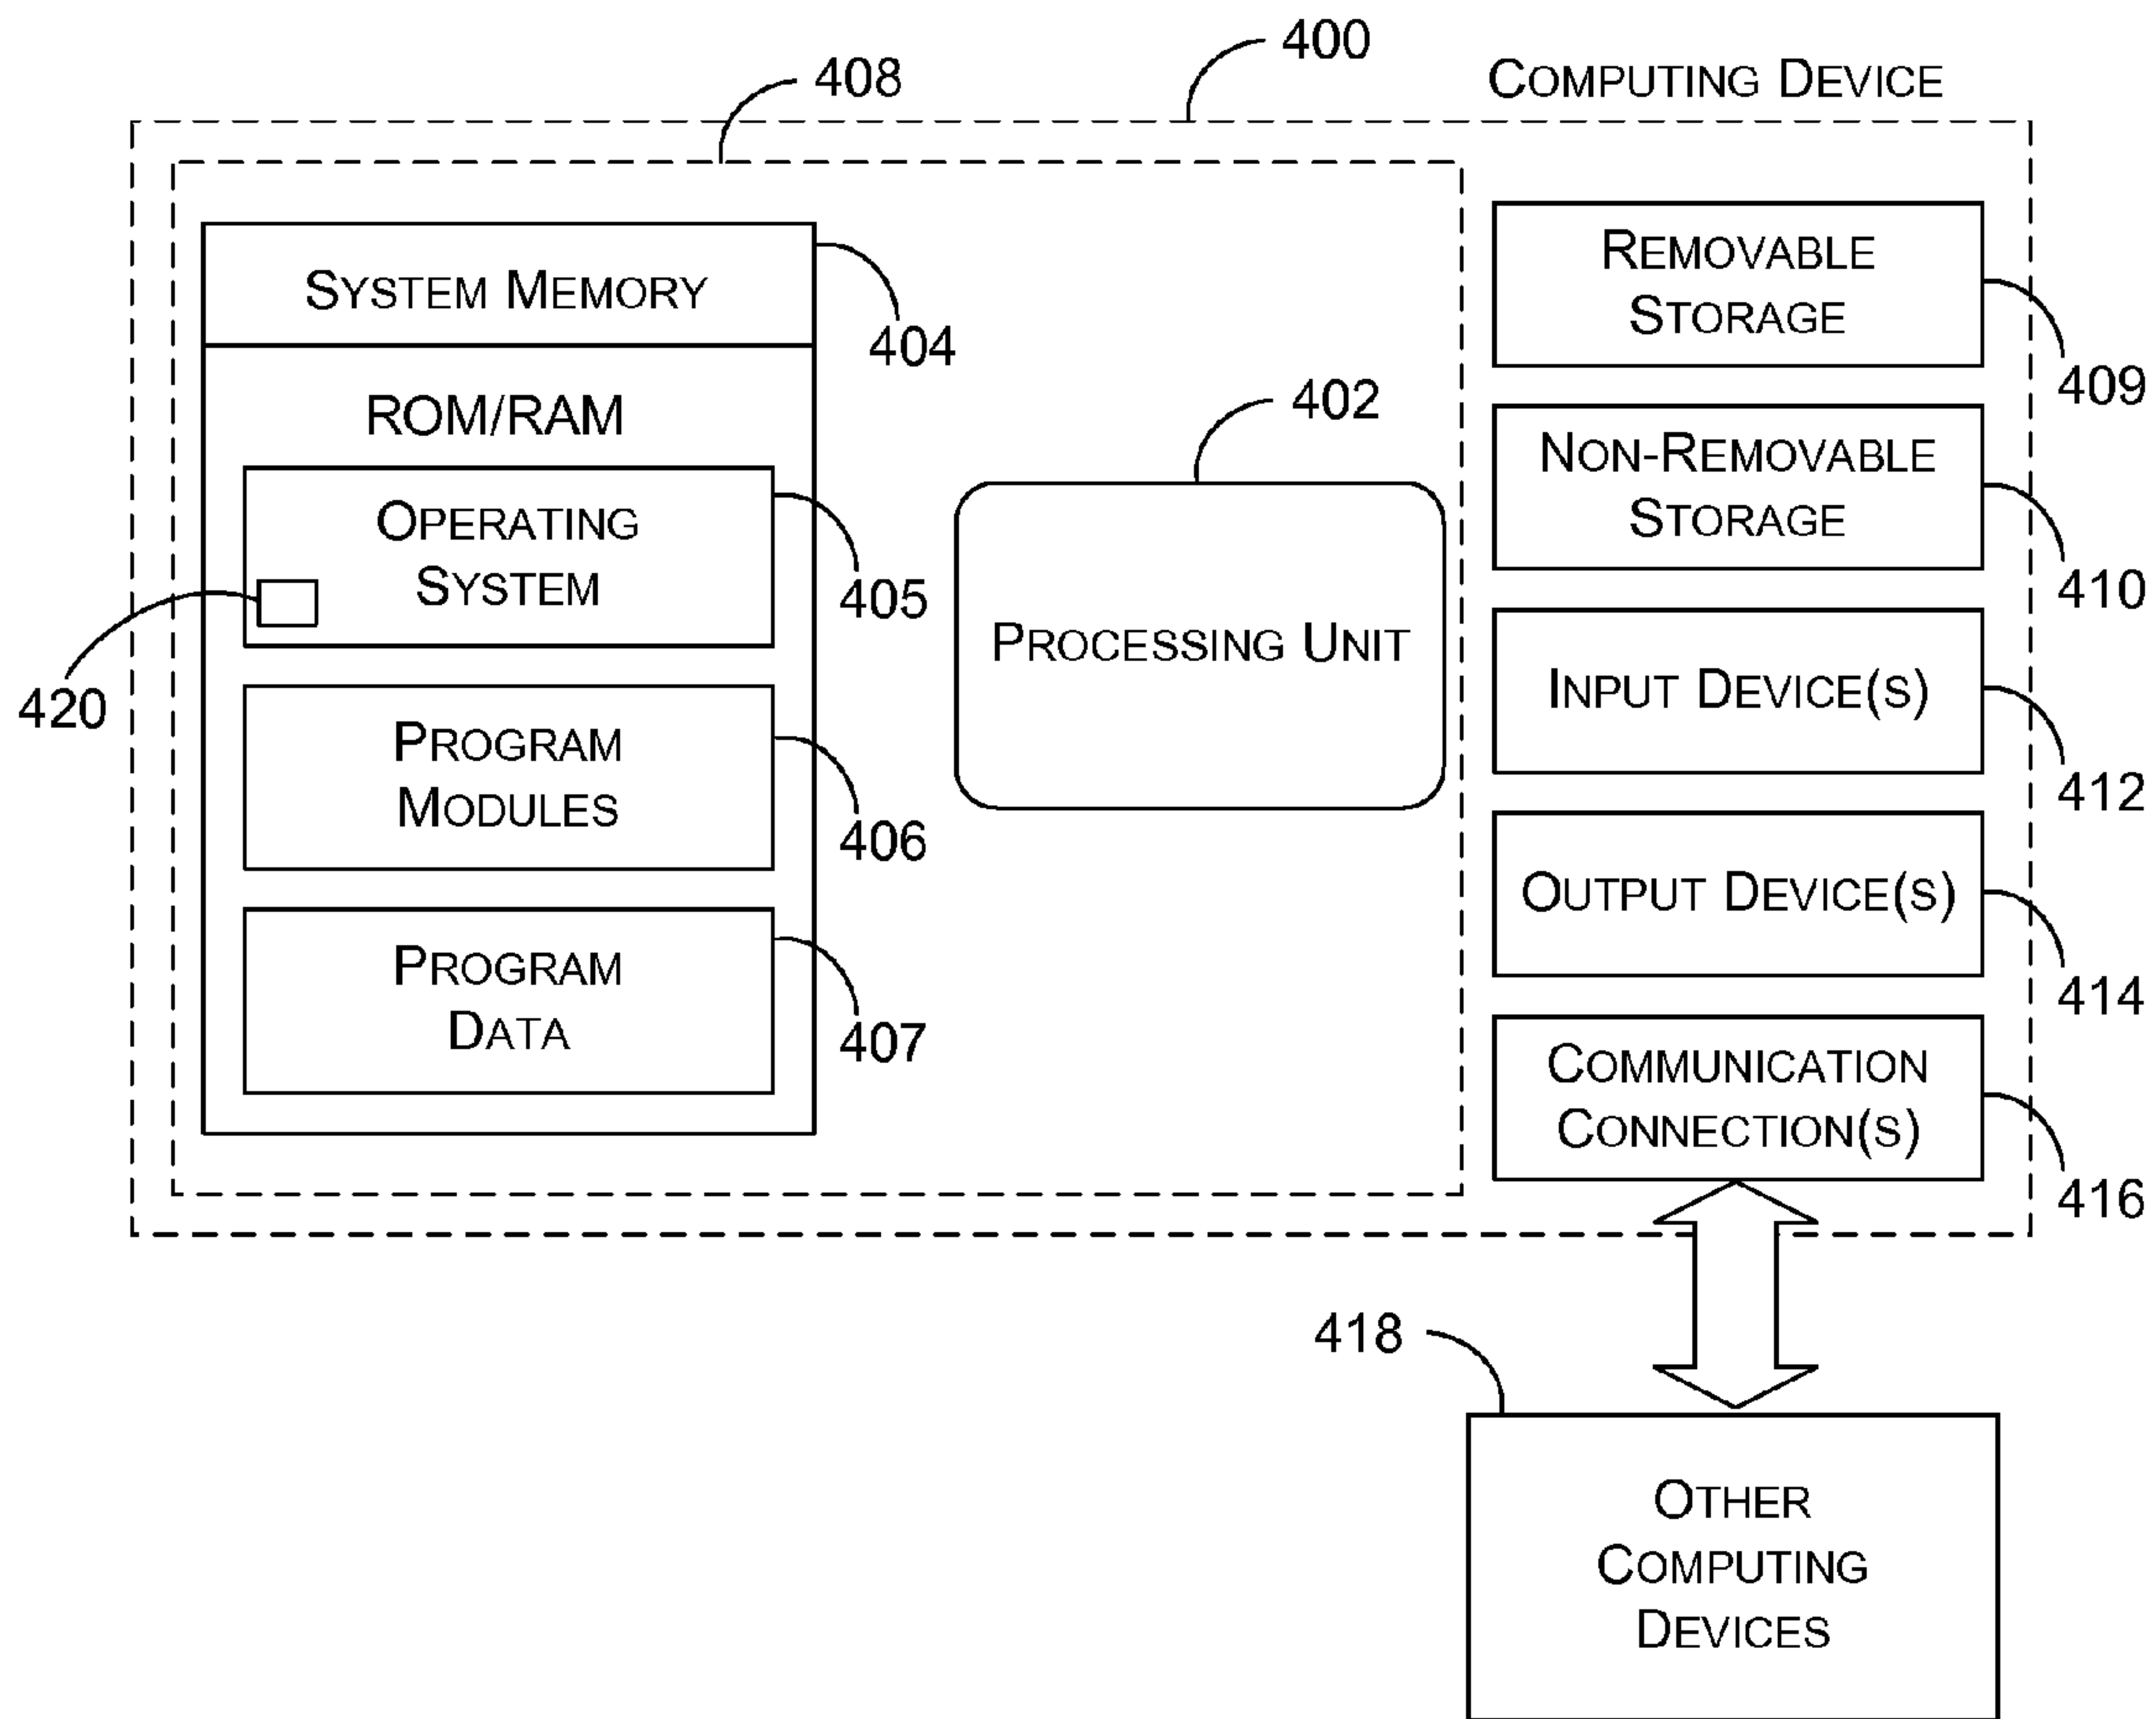 400
COMPUTING DEVICE
408
SYSTEM MEMORY
404
ROM/RAM
OPERATING
SYSTEM
405
420
PROGRAM
MODULES
406
PROGRAM
DATA
407
402
PROCESSING UNIT
REMOVABLE
STORAGE
409
NON-REMOVABLE
STORAGE
410
INPUT DEVICE(S)
412
OUTPUT DEVICE(S)
414
COMMUNICATION
CONNECTION(S)
416
418
OTHER
COMPUTING
DEVICES